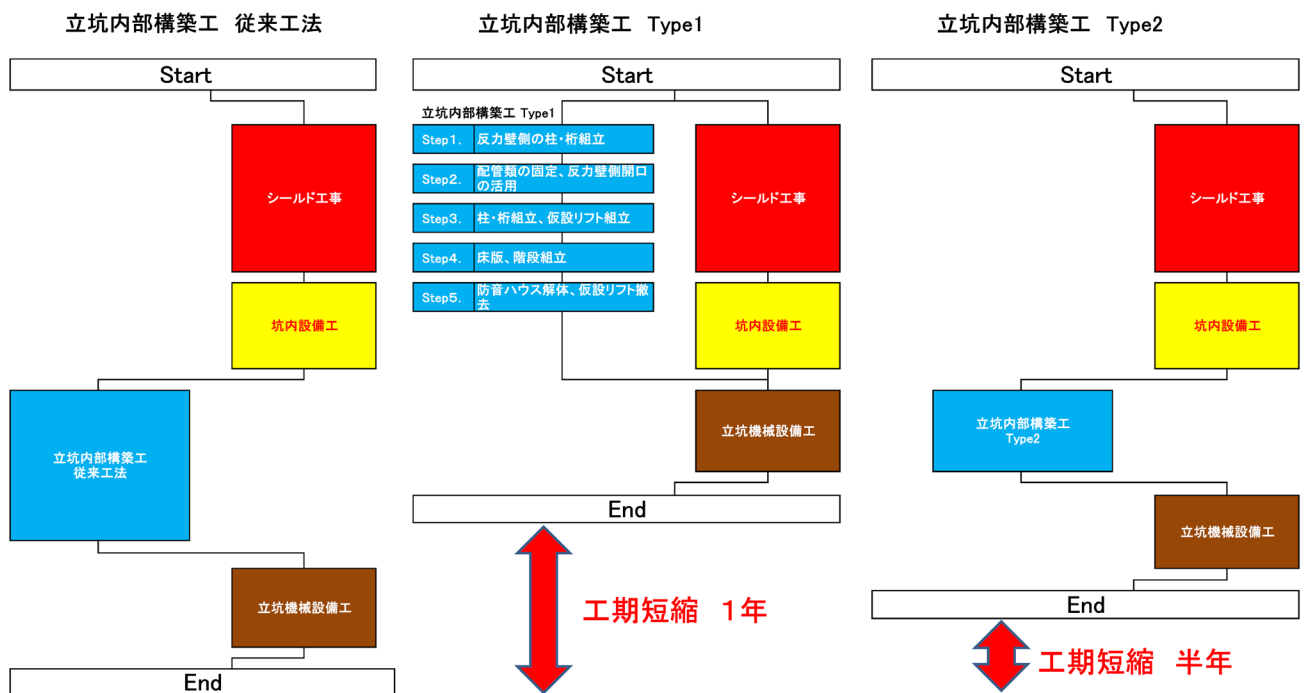 立坑内部構築工 従来工法
Start
シールド工事
坑内設備工
立坑内部構築工
従来工法
立坑機械設備工
End
立坑内部構築工 Type1
Start
立坑内部構築工 Type1
Step1. 反力壁側の柱・桁組立
Step2. 配管類の固定、反力壁側開口
の活用
Step3. 柱・桁組立、仮設リフト組立
Step4. 床版、階段組立
Step5. 防音ハウス解体、仮設リフト撤
去
シールド工事
坑内設備工
立坑機械設備工
End
工期短縮 1年
立坑内部構築工 Type2
Start
シールド工事
坑内設備工
立坑内部構築工
Type2
立坑機械設備工
End
工期短縮 半年